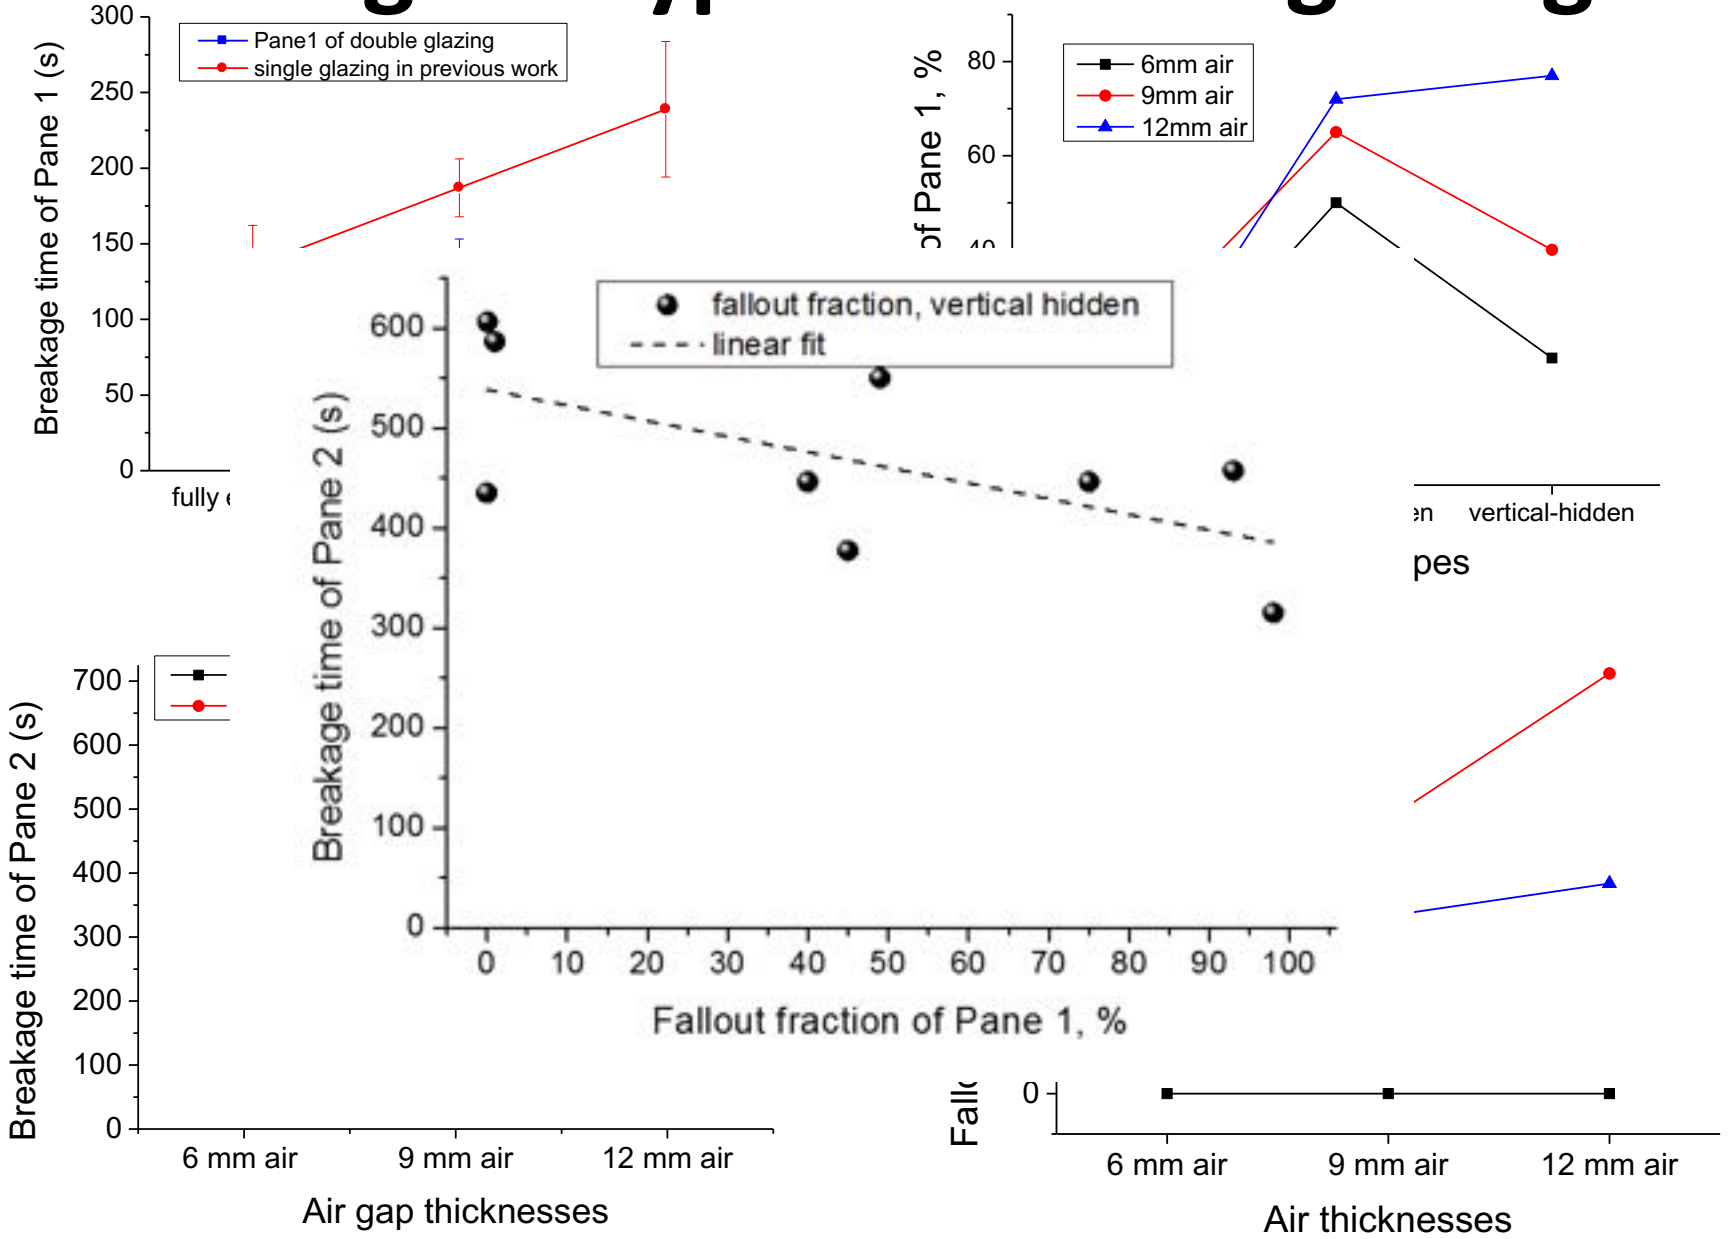 300
250
200
150
100
50
0
Breakage time of Pane 1 (s)
Pane1 of double glazing
single glazing in previous work
fully
80
60
of Pane 1, %
6mm air
9mm air
12mm air
vertical-hidden
600
500
400
300
200
100
0
Breakage time of Pane 2 (s)
fallout fraction, vertical hidden
linear fit
0 10 20 30 40 50 60 70 80 90 100
Fallout fraction of Pane 1, %
700
600
500
400
300
200
100
0
Breakage time of Pane 2 (s)
6 mm air 9 mm air 12 mm air
Air gap thicknesses
0
6 mm air 9 mm air 12 mm air
Air thicknesses